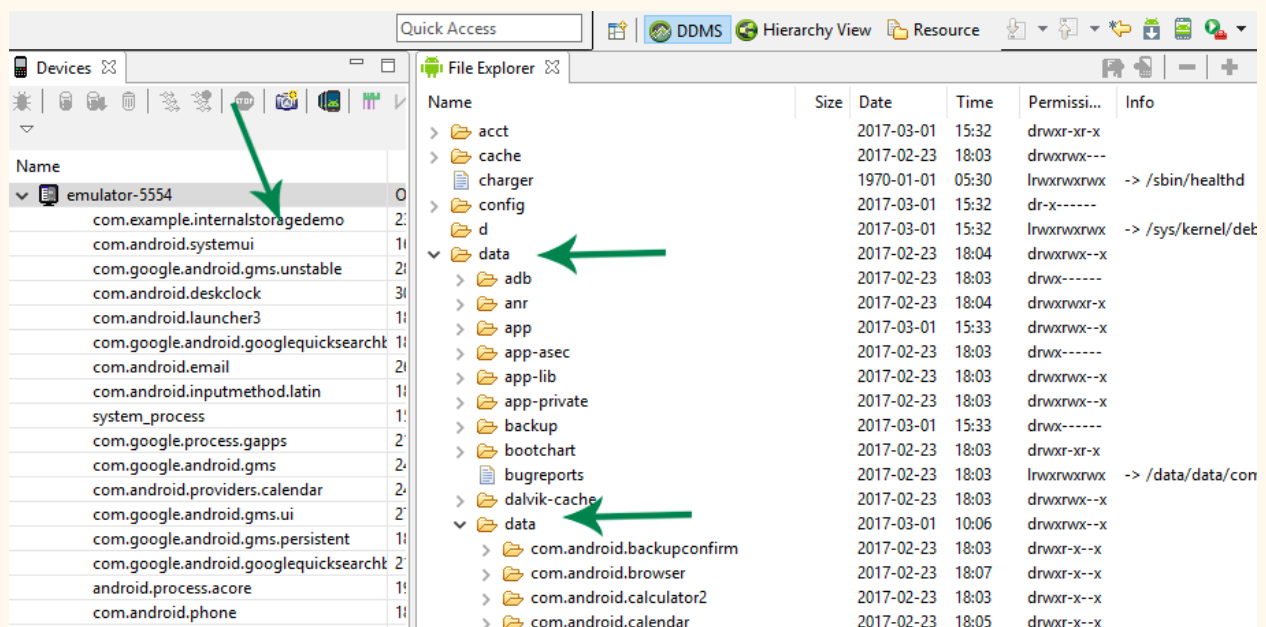 Quick Access
DDMS Hierarchy View Resource
Devices
File Explorer
STOP
Name
emulator-5554 O
com.example.internalstoragedemo
com.android.systemui
com.google.android.gms.unstable
com.android.deskclock
com.android.launcher3
com.google.android.googlequicksearchb
com.android.email
com.android.inputmethod.latin
system_process
com.google.process.gapps
com.google.android.gms
com.android.providers.calendar
com.google.android.gms.ui
com.google.android.gms.persistent
com.google.android.googlequicksearchb
android.process.acore
com.android.phone
Name Size Date Time Permissi... Info
acct 2017-03-01 15:32 drwxr-xr-x
cache 2017-02-23 18:03 drwxrwx---
charger 1970-01-01 05:30 lrwxrwxrwx -> /sbin/healthd
config 2017-03-01 15:32 dr-x------
d 2017-03-01 15:32 lrwxrwxrwx -> /sys/kernel/deb
data 2017-02-23 18:04 drwxrwx--x
adb 2017-02-23 18:03 drwx------
anr 2017-02-23 18:04 drwxrwxr-x
app 2017-03-01 15:33 drwxrwx--x
app-asec 2017-02-23 18:03 drwx------
app-lib 2017-02-23 18:03 drwxrwx--x
app-private 2017-02-23 18:03 drwxrwx--x
backup 2017-03-01 15:33 drwx------
bootchart 2017-02-23 18:03 drwxr-xr-x
bugreports 2017-02-23 18:03 lrwxrwxrwx -> /data/data/com
dalvik-cache 2017-02-23 18:03 drwxrwx--x
data 2017-03-01 10:06 drwxrwx--x
com.android.backupconfirm 2017-02-23 18:03 drwxr-x--x
com.android.browser 2017-02-23 18:07 drwxr-x--x
com.android.calculator2 2017-02-23 18:03 drwxr-x--x
com.android.calendar 2017-02-23 18:05 drwxr-x--x